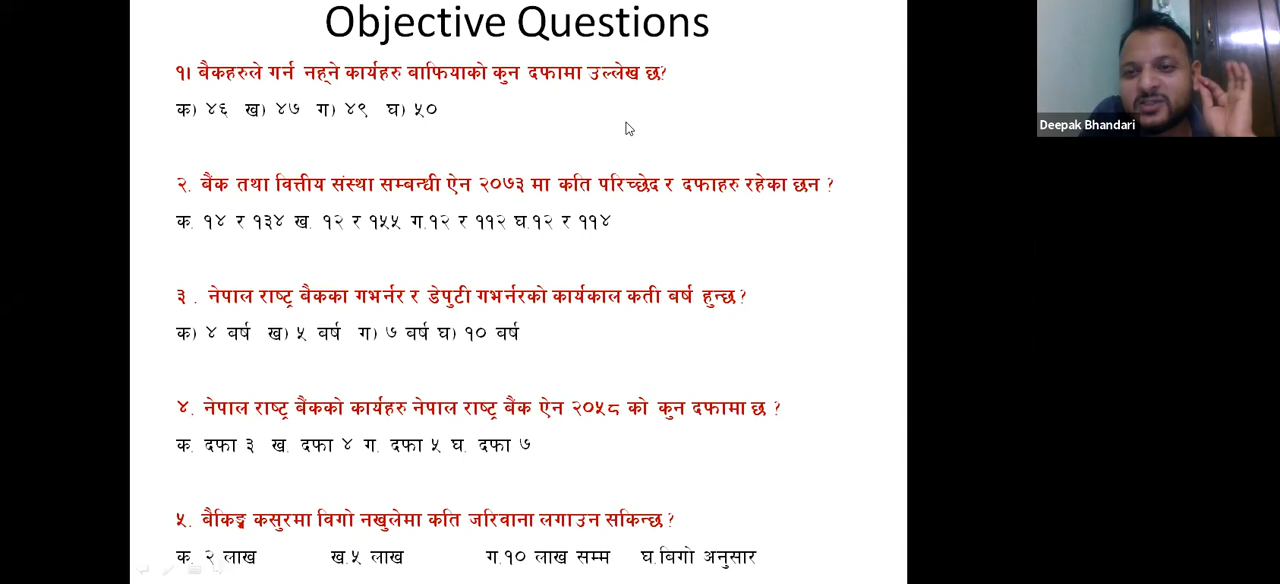 Objective Questions
१। बैकहरुले गर्न नहुने कार्यहरु बाफियाको कुन दफामा उल्लेख छ?
क) ४६ ख) ४७ ग) ४९ घ) ५०
Deepak Bhandari
२. बैंक तथा वित्तीय संस्था सम्बन्धी ऐन २०७३ मा कति परिच्छेद र दफाहरु रहेका छन ?
क. १४ र १३४ ख. १२ र १५५ ग.१२ र ११२ घ.१२ र ११४
३ . नेपाल राष्ट्र बैकका गभर्नर र डेपुटी गभर्नरको कार्यकाल कती बर्ष हुन्छ?
क) ४ बर्ष ख) ५ बर्ष ग) ७ बर्ष घ) १० बर्ष
४. नेपाल राष्ट्र बैंकको कार्यहरु नेपाल राष्ट्र बैंक ऐन २०५८ को कुन दफामा छ ?
क. दफा ३ ख. दफा ४ ग. दफा ५ घ. दफा ७
५. बैकिङ्ग कसुरमा विगो नखुलेमा कति जरिवाना लगाउन सकिन्छ?
क. २ लाख ख.५ लाख ग.१० लाख सम्म घ.विगो अनुसार